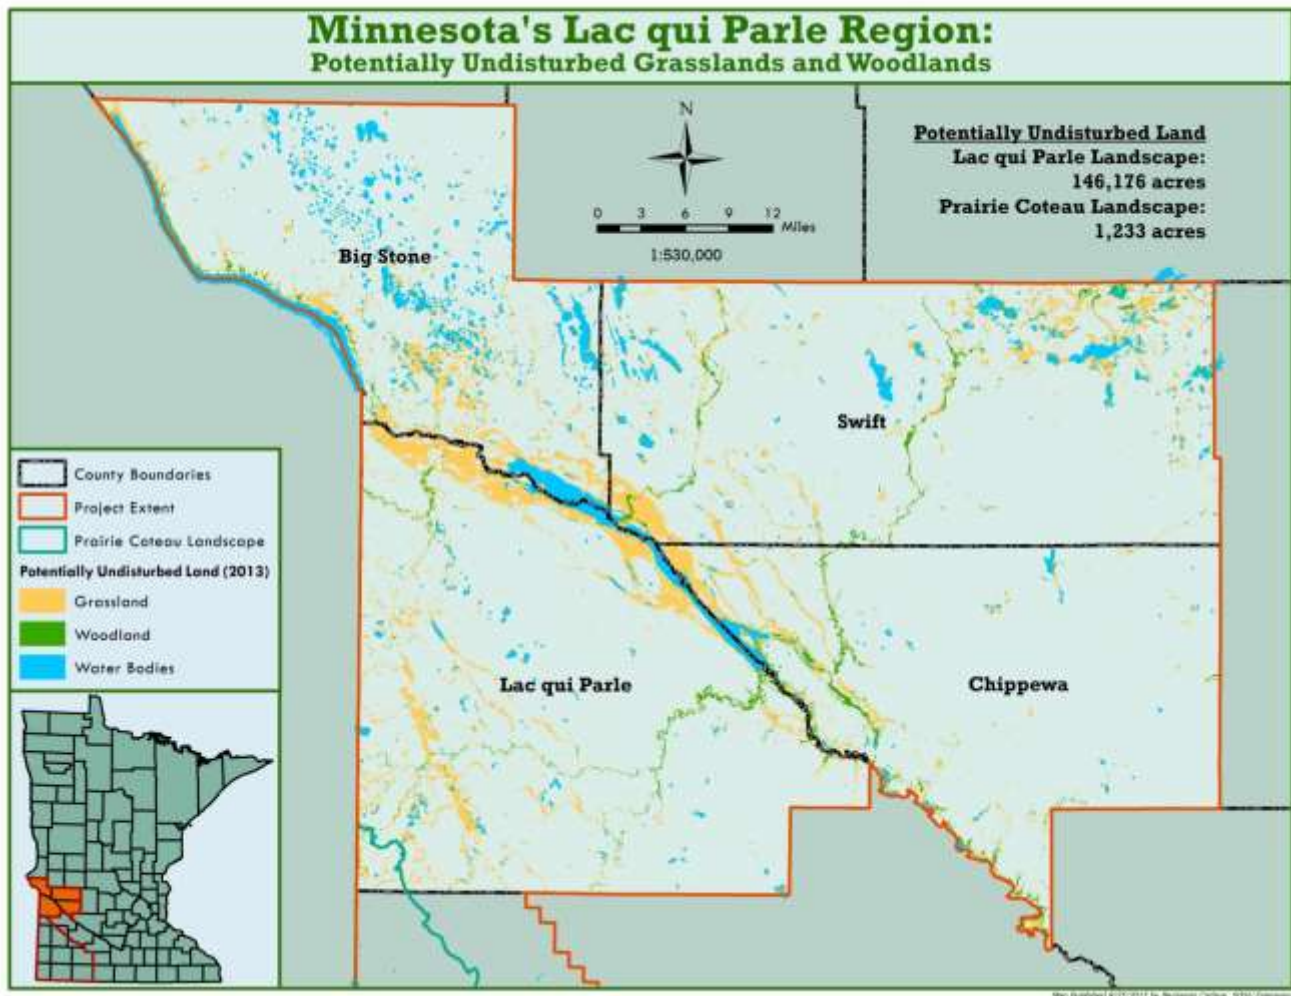 Minnesota's Lac qui Parle Region:
Potentially Undisturbed Grasslands and Woodlands
N
Potentially Undisturbed Land
Lac qui Parle Landscape:
146,176 acres
Prairie Coteau Landscape:
1,233 acres
0 3 6 9 12
Miles
1:530,000
Big Stone
Swift
Lac qui Parle
Chippewa
County Boundaries
Project Extent
Prairie Coteau Landscape
Potentially Undisturbed Land (2013)
Grassland
Woodland
Water Bodies